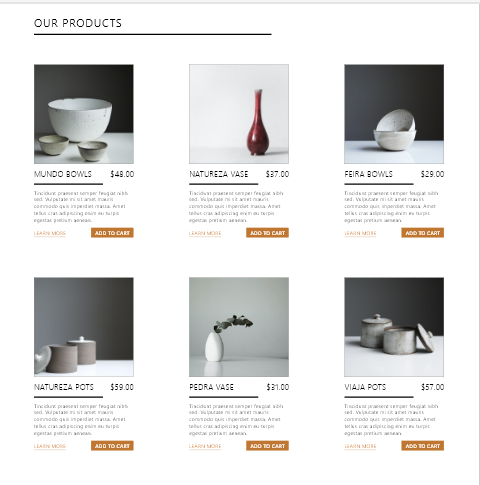 OUR PRODUCTS
MUNDO BOWLS $48.00
Tincidunt praesent semper feugiat nibh
sed. Vulputate mi sit amet mauris
commodo quis imperdiet massa. Amet
tellus cras adipiscing enim eu turpis
egestas pretium aenean.
LEARN MORE ADD TO CART
NATUREZA VASE $37.00
Tincidunt praesent semper feugiat nibh
sed. Vulputate mi sit amet mauris
commodo quis imperdiet massa. Amet
tellus cras adipiscing enim eu turpis
egestas pretium aenean.
LEARN MORE ADD TO CART
FEIRA BOWLS $29.00
Tincidunt praesent semper feugiat nibh
sed. Vulputate mi sit amet mauris
commodo quis imperdiet massa. Amet
tellus cras adipiscing enim eu turpis
egestas pretium aenean.
LEARN MORE ADD TO CART
NATUREZA POTS $59.00
Tincidunt praesent semper feugiat nibh
sed. Vulputate mi sit amet mauris
commodo quis imperdiet massa. Amet
tellus cras adipiscing enim eu turpis
egestas pretium aenean.
LEARN MORE ADD TO CART
PEDRA VASE $31.00
Tincidunt praesent semper feugiat nibh
sed. Vulputate mi sit amet mauris
commodo quis imperdiet massa. Amet
tellus cras adipiscing enim eu turpis
egestas pretium aenean.
LEARN MORE ADD TO CART
VIAJA POTS $57.00
Tincidunt praesent semper feugiat nibh
sed. Vulputate mi sit amet mauris
commodo quis imperdiet massa. Amet
tellus cras adipiscing enim eu turpis
egestas pretium aenean.
LEARN MORE ADD TO CART